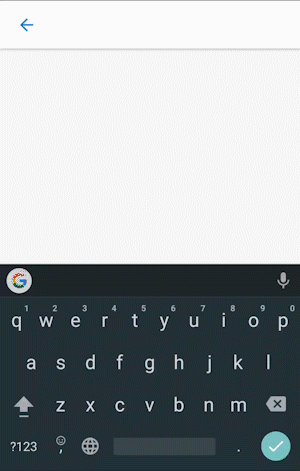 1 2 3 4 5 6 7 8 9 0
q w e r t y u i o p
a s d f g h j k l
z x c v b n m
?123 , .